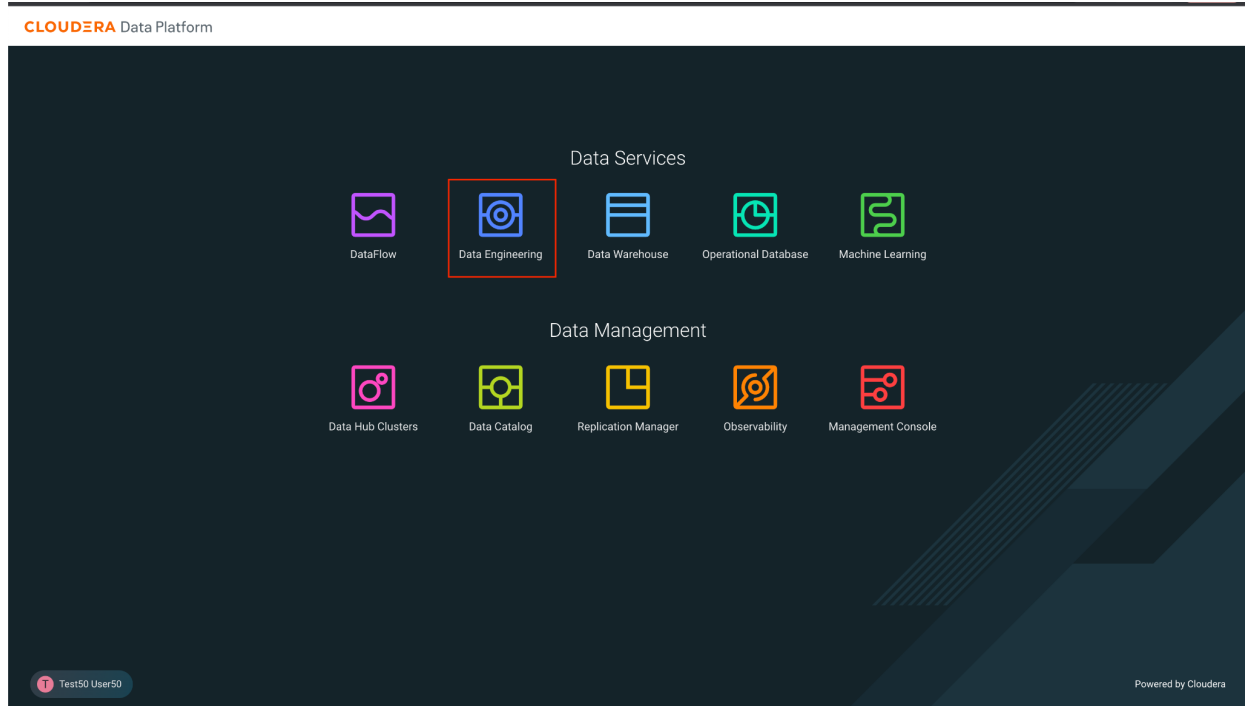 CLOUDERA Data Platform
Data Services
DataFlow
Data Engineering
Data Warehouse
Operational Database
Machine Learning
Data Management
Data Hub Clusters
Data Catalog
Replication Manager
Observability
Management Console
T Test50 User50
Powered by Cloudera